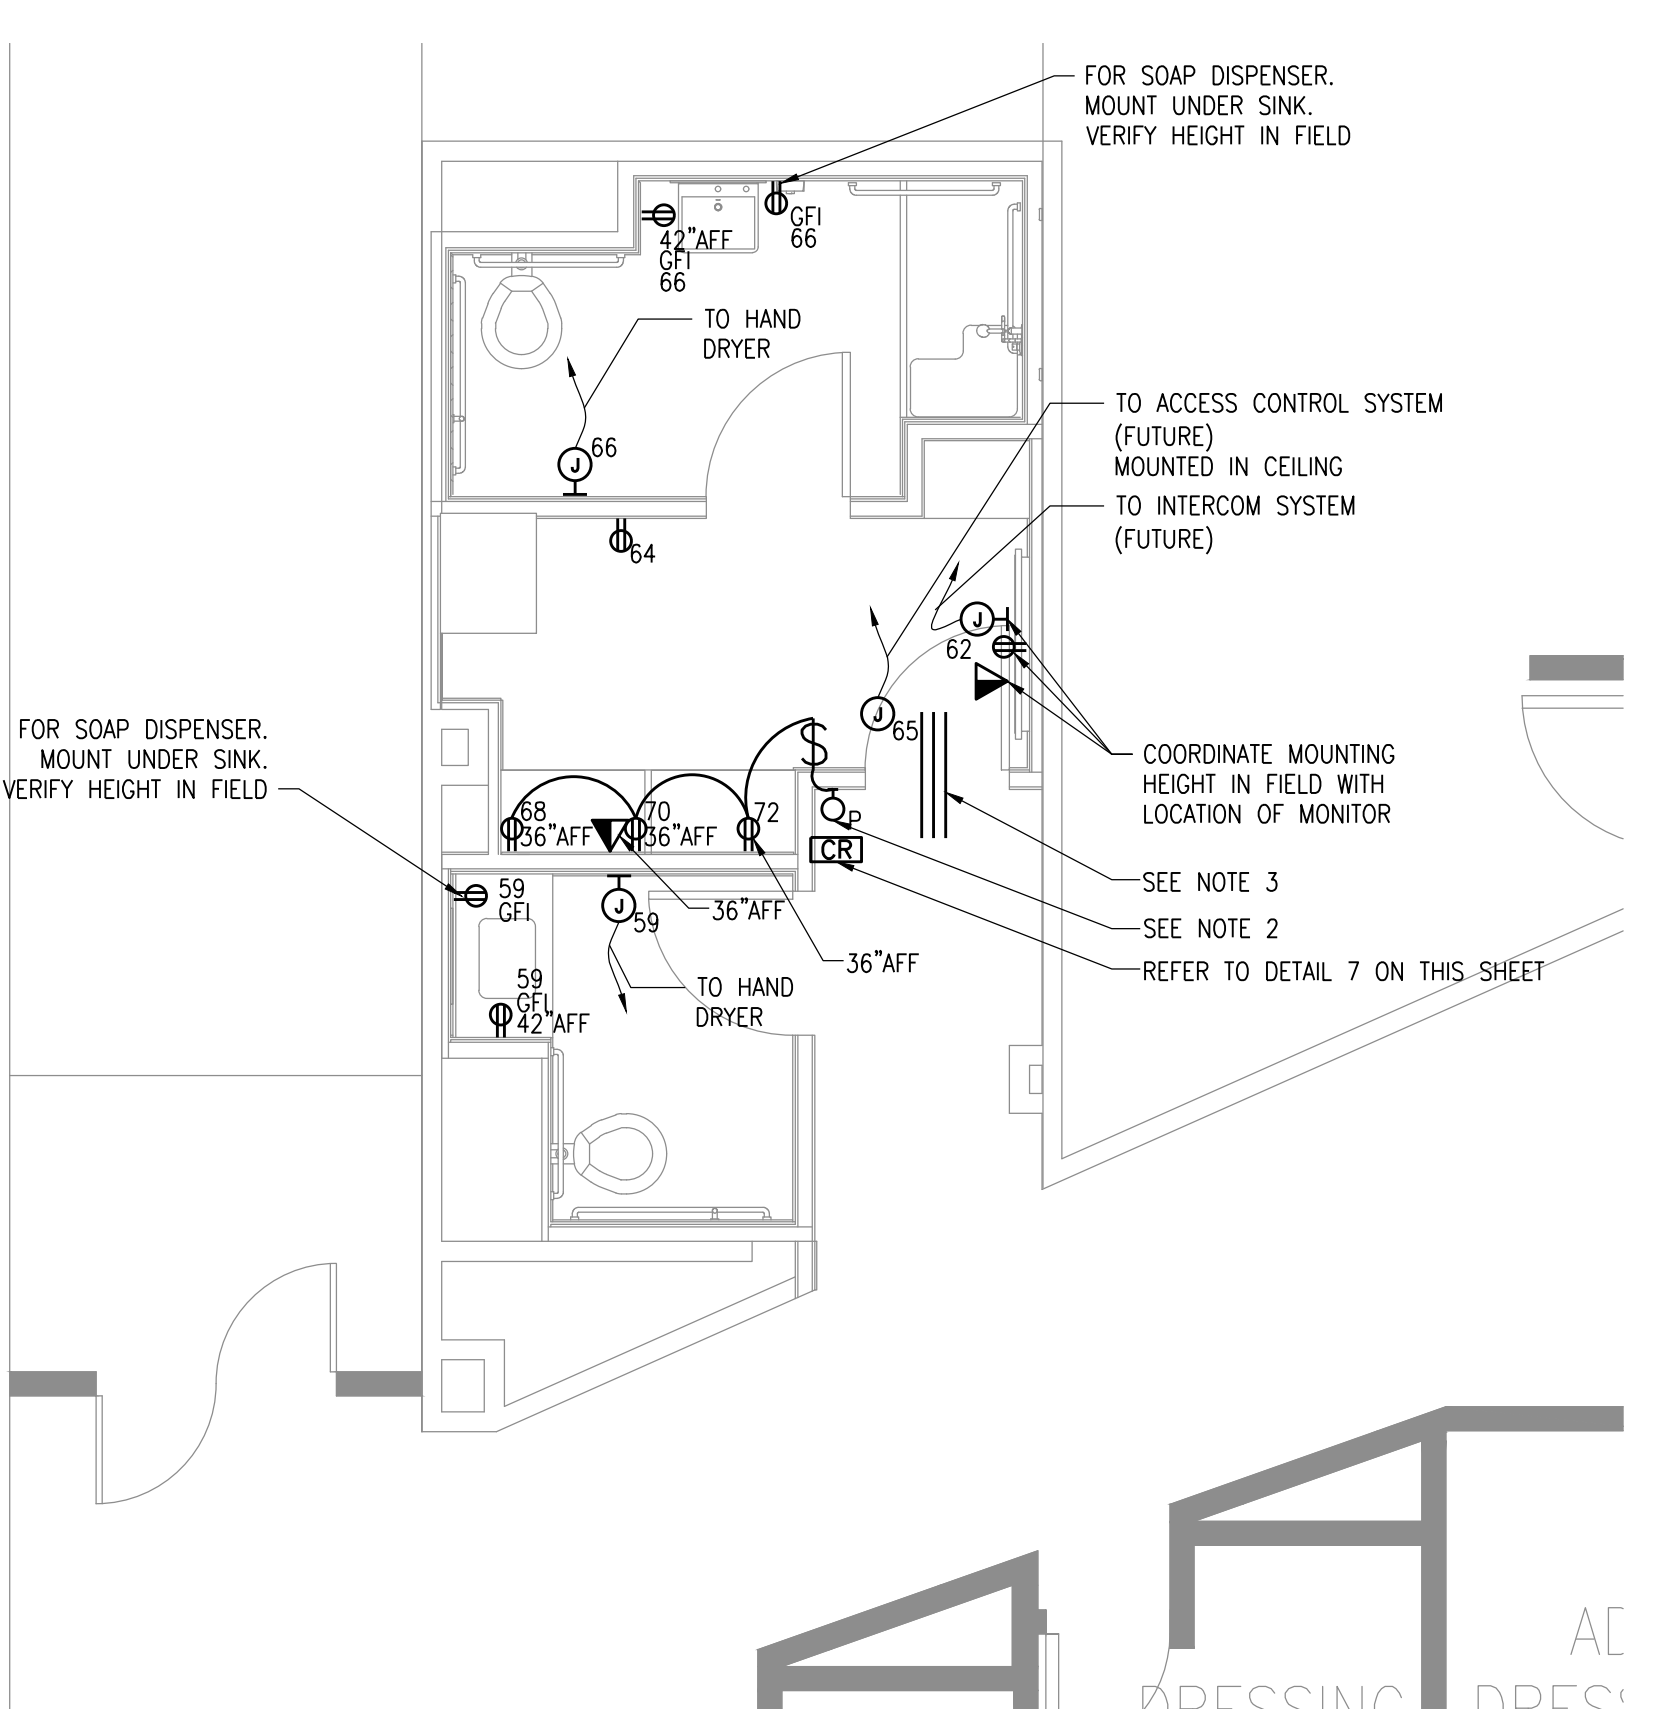 FOR SOAP DISPENSER.
MOUNT UNDER SINK.
VERIFY HEIGHT IN FIELD
GFI
66
42"AFF
GFI
66
TO HAND
DRYER
J
66
TO ACCESS CONTROL SYSTEM
(FUTURE)
MOUNTED IN CEILING
TO INTERCOM SYSTEM
(FUTURE)
64
J
62
J
65
$
FOR SOAP DISPENSER.
MOUNT UNDER SINK.
VERIFY HEIGHT IN FIELD
COORDINATE MOUNTING
HEIGHT IN FIELD WITH
LOCATION OF MONITOR
68
36"AFF
70
36"AFF
72
P
CR
59
GFI
J
59
36"AFF
36"AFF
SEE NOTE 3
SEE NOTE 2
REFER TO DETAIL 7 ON THIS SHEET
59
GFI
42"AFF
TO HAND
DRYER
AD
DRESSING
DRESS